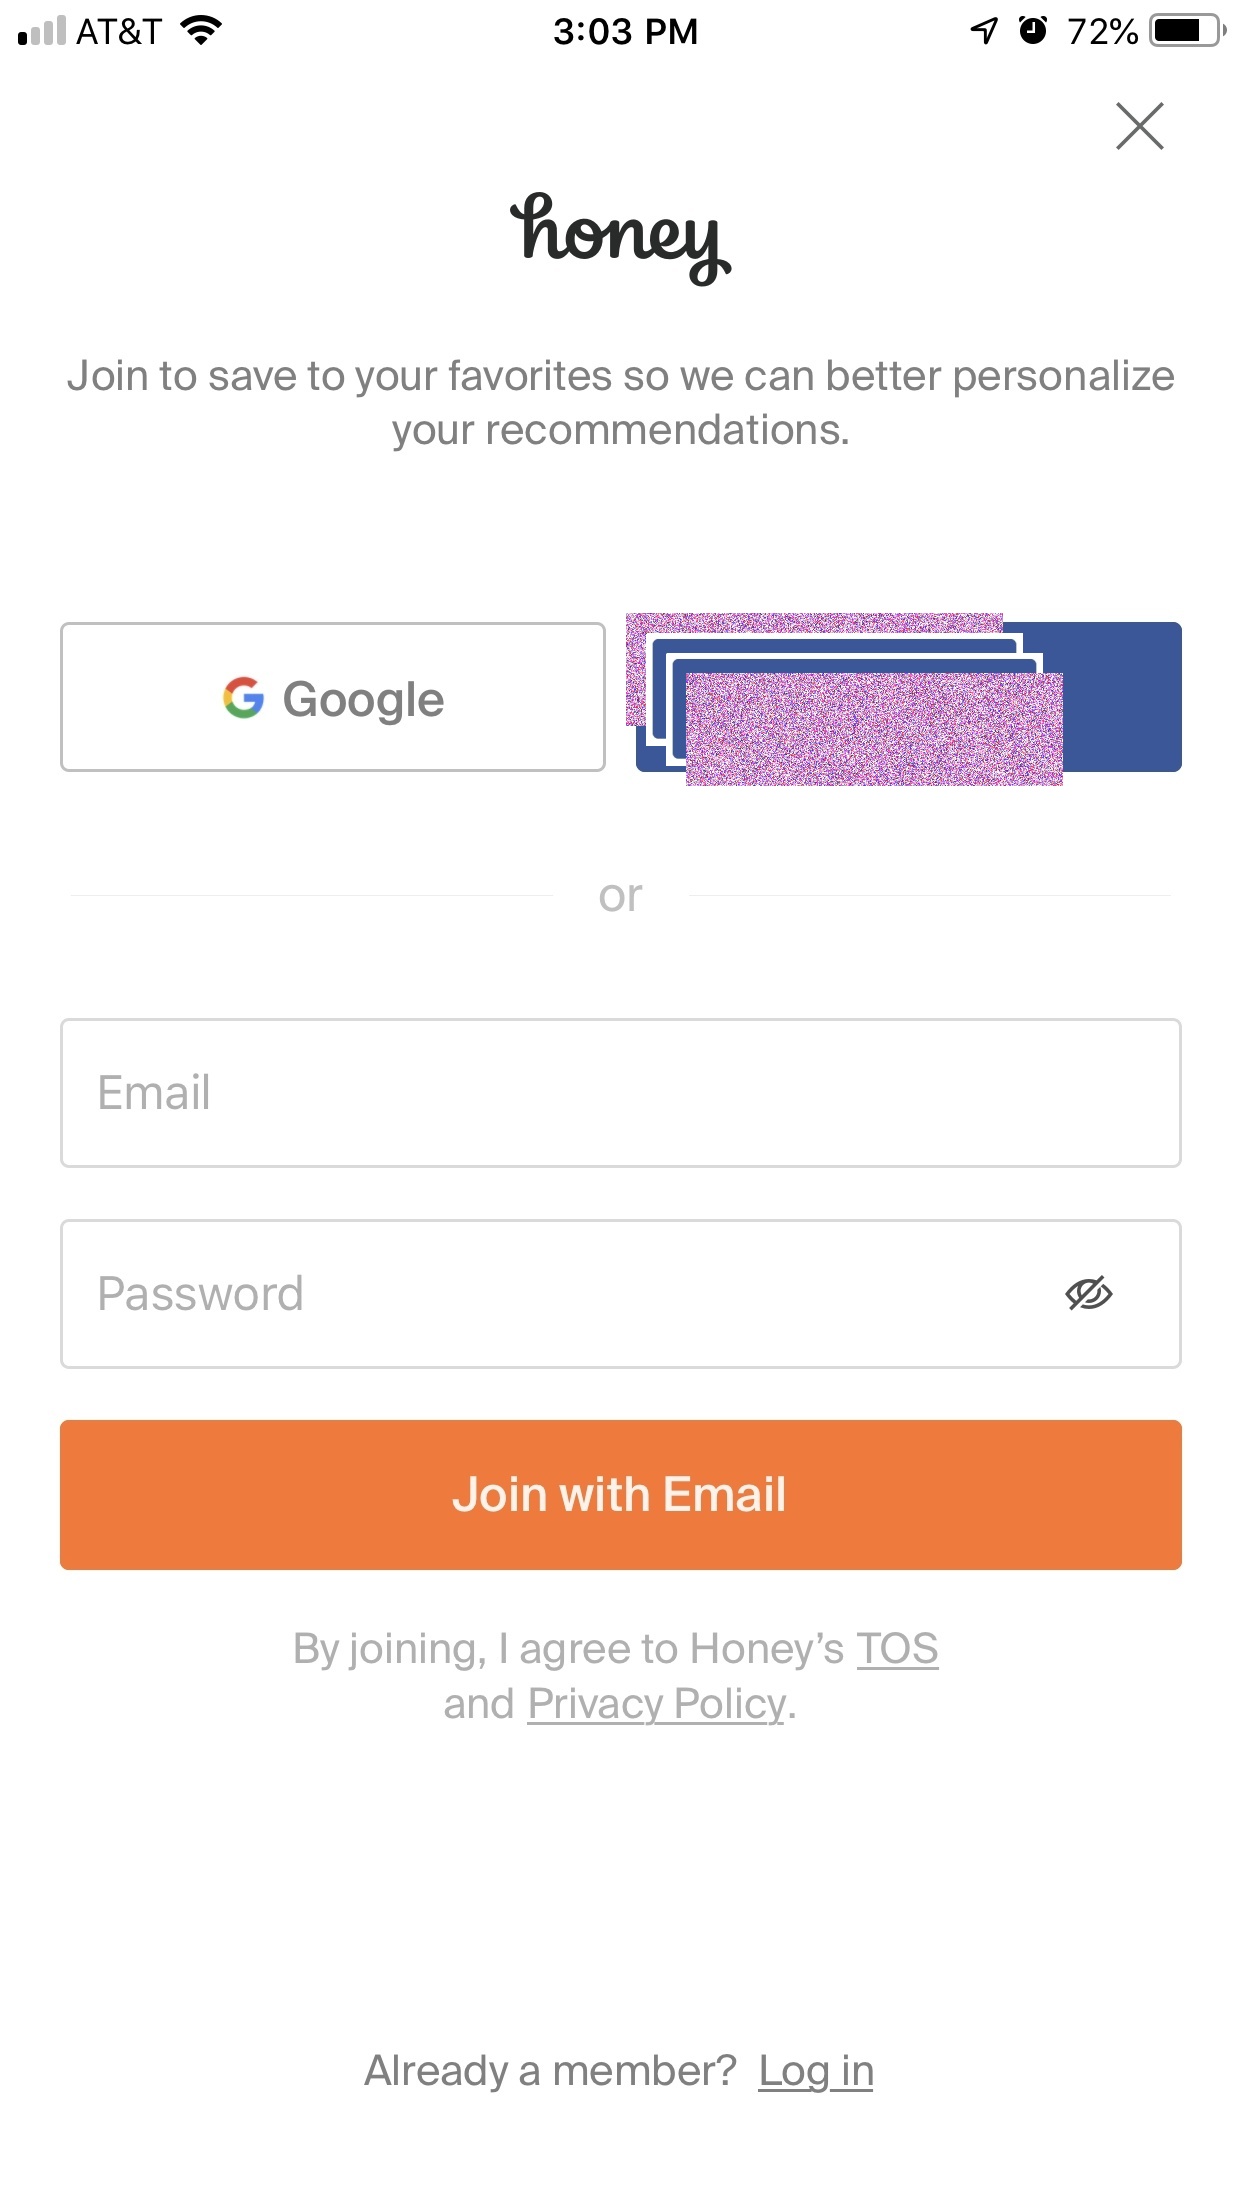 AT&T 3:03 PM 72%
honey
Join to save to your favorites so we can better personalize
your recommendations.
Google
or
Email
Password
Join with Email
By joining, I agree to Honey’s TOS
and Privacy Policy.
Already a member? Log in